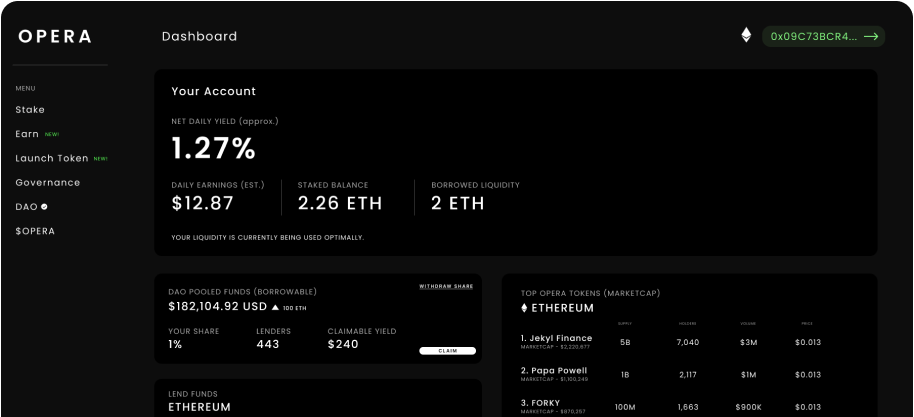 OPERA
Dashboard
0x09C73BCR4...
MENU
Stake
Earn NEW!
Launch Token NEW!
Governance
DAO
$OPERA
Your Account
NET DAILY YIELD (approx.)
1.27%
DAILY EARNINGS (EST.)
$12.87
STAKED BALANCE
2.26 ETH
BORROWED LIQUIDITY
2 ETH
YOUR LIQUIDITY IS CURRENTLY BEING USED OPTIMALLY.
DAO POOLED FUNDS (BORROWABLE)
WITHDRAW SHARE
$182,104.92 USD ▲ 100 ETH
YOUR SHARE
1%
LENDERS
443
CLAIMABLE YIELD
$240
CLAIM
LEND FUNDS
ETHEREUM
TOP OPERA TOKENS (MARKETCAP)
ETHEREUM
SUPPLY HOLDERS VOLUME PRICE
1. Jekyl Finance 5B 7,040 $3M $0.013
MARKETCAP - $2,220,677
2. Papa Powell 1B 2,117 $1M $0.013
MARKETCAP - $1,100,249
3. FORKY 100M 1,663 $900K $0.013
MARKETCAP - $870,257